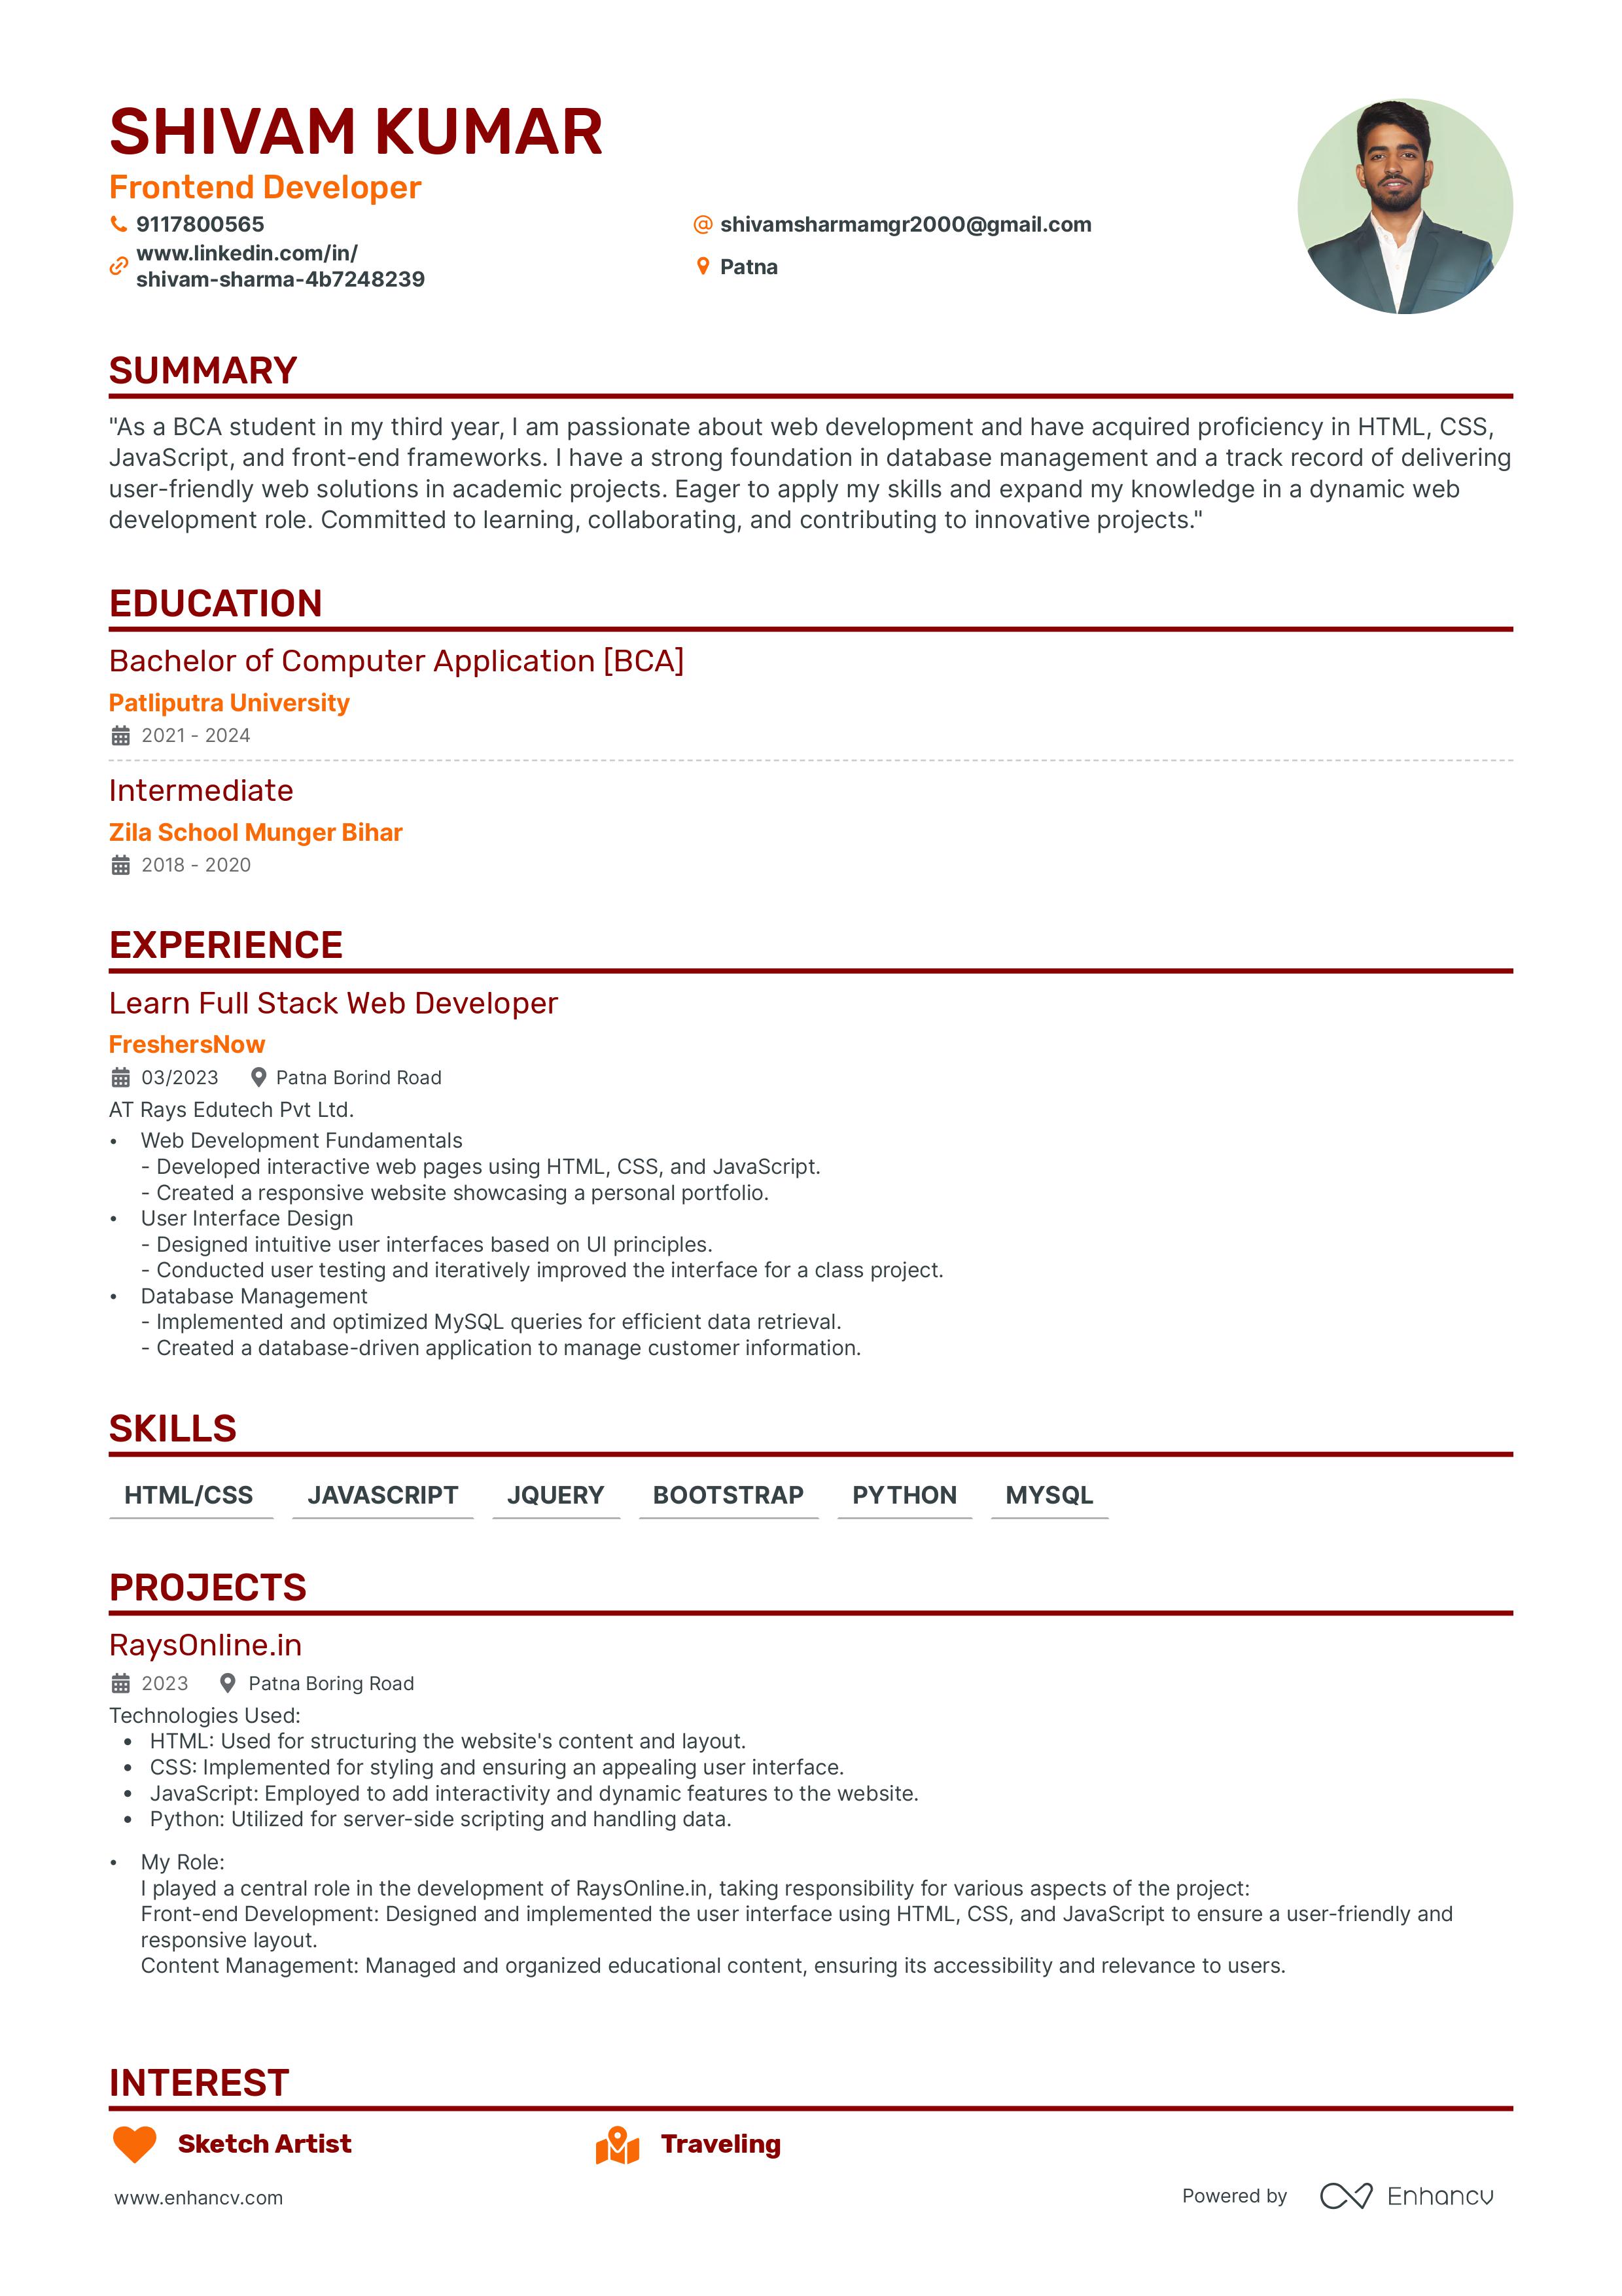 SHIVAM KUMAR
Frontend Developer
9117800565
shivamsharmamgr2000@gmail.com
www.linkedin.com/in/
shivam-sharma-4b7248239
Patna
SUMMARY
"As a BCA student in my third year, I am passionate about web development and have acquired proficiency in HTML, CSS,
JavaScript, and front-end frameworks. I have a strong foundation in database management and a track record of delivering
user-friendly web solutions in academic projects. Eager to apply my skills and expand my knowledge in a dynamic web
development role. Committed to learning, collaborating, and contributing to innovative projects."
EDUCATION
Bachelor of Computer Application [BCA]
Patliputra University
2021 - 2024
Intermediate
Zila School Munger Bihar
2018 - 2020
EXPERIENCE
Learn Full Stack Web Developer
FreshersNow
03/2023 Patna Borind Road
AT Rays Edutech Pvt Ltd.
• Web Development Fundamentals
- Developed interactive web pages using HTML, CSS, and JavaScript.
- Created a responsive website showcasing a personal portfolio.
• User Interface Design
- Designed intuitive user interfaces based on UI principles.
- Conducted user testing and iteratively improved the interface for a class project.
• Database Management
- Implemented and optimized MySQL queries for efficient data retrieval.
- Created a database-driven application to manage customer information.
SKILLS
HTML/CSS JAVASCRIPT JQUERY BOOTSTRAP PYTHON MYSQL
PROJECTS
RaysOnline.in
2023 Patna Boring Road
Technologies Used:
• HTML: Used for structuring the website's content and layout.
• CSS: Implemented for styling and ensuring an appealing user interface.
• JavaScript: Employed to add interactivity and dynamic features to the website.
• Python: Utilized for server-side scripting and handling data.
• My Role:
I played a central role in the development of RaysOnline.in, taking responsibility for various aspects of the project:
Front-end Development: Designed and implemented the user interface using HTML, CSS, and JavaScript to ensure a user-friendly and
responsive layout.
Content Management: Managed and organized educational content, ensuring its accessibility and relevance to users.
INTEREST
Sketch Artist Traveling
www.enhancv.com Powered by Enhancv